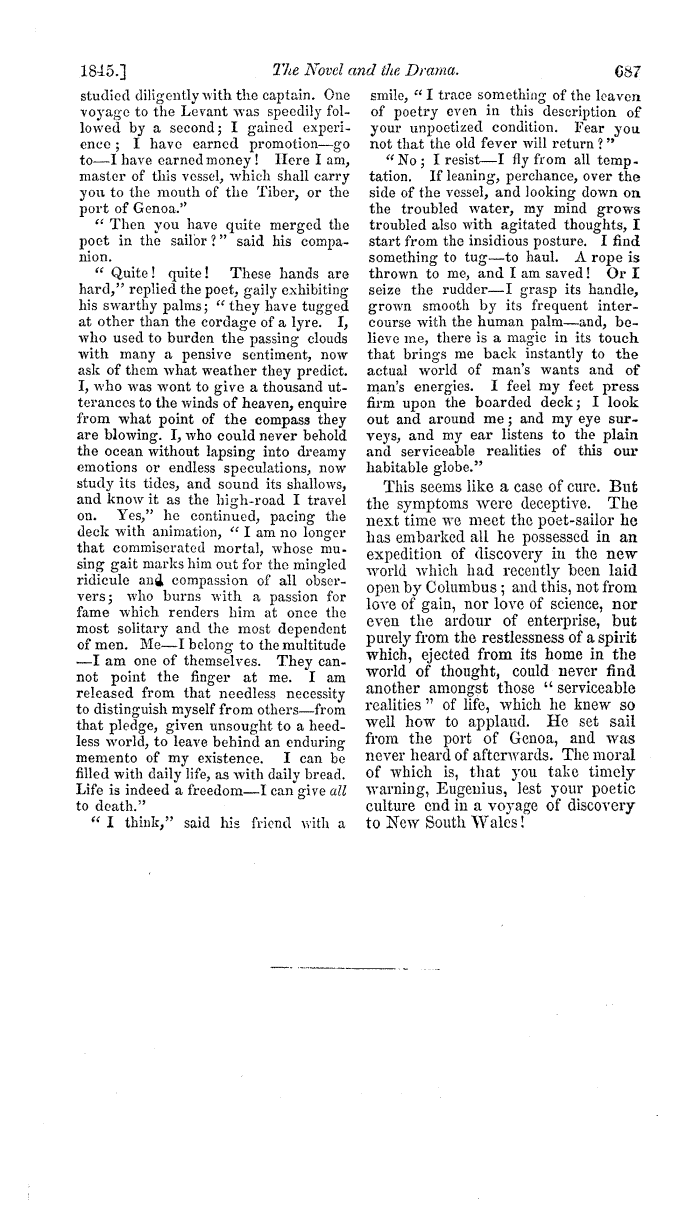 1845.] The Novel and the Drama. 687
studied diligently with the captain. One
voyage to the Levant was speedily fol-
lowed by a second; I gained experi-
ence; I have earned promotion—go
to—I have earned money! Here I am,
master of this vessel, which shall carry
you to the mouth of the Tiber, or the
port of Genoa."
" Then you have quite merged the
poet in the sailor?" said his compa-
nion.
" Quite! quite! These hands are
hard," replied the poet, gaily exhibiting
his swarthy palms; " they have tugged
at other than the cordage of a lyre. I,
who used to burden the passing clouds
with many a pensive sentiment, now
ask of them what weather they predict.
I, who was wont to give a thousand ut-
terances to the winds of heaven, enquire
from what point of the compass they
are blowing. I, who could never behold
the ocean without lapsing into dreamy
emotions or endless speculations, now
study its tides, and sound its shallows,
and know it as the high-road I travel
on. Yes," he continued, pacing the
deck with animation, " I am no longer
that commiserated mortal, whose mu-
sing gait marks him out for the mingled
ridicule and compassion of all obser-
vers; who burns with a passion for
fame which renders him at once the
most solitary and the most dependent
of men. Me—I belong to the multitude
—I am one of themselves. They can-
not point the finger at me. I am
released from that needless necessity
to distinguish myself from others—from
that pledge, given unsought to a heed-
less world, to leave behind an enduring
memento of my existence. I can be
filled with daily life, as with daily bread.
Life is indeed a freedom—I can give all
to death."
" I think," said his friend with a
smile, " I trace something of the leaven
of poetry even in this description of
your unpoetized condition. Fear you
not that the old fever will return?"
" No; I resist—I fly from all temp-
tation. If leaning, perchance, over the
side of the vessel, and looking down on
the troubled water, my mind grows
troubled also with agitated thoughts, I
start from the insidious posture. I find
something to tug—to haul. A rope is
thrown to me, and I am saved! Or I
seize the rudder—I grasp its handle,
grown smooth by its frequent inter-
course with the human palm—and, be-
lieve me, there is a magic in its touch
that brings me back instantly to the
actual world of man's wants and of
man's energies. I feel my feet press
firm upon the boarded deck; I look
out and around me; and my eye sur-
veys, and my ear listens to the plain
and serviceable realities of this our
habitable globe."
This seems like a case of cure. But
the symptoms were deceptive. The
next time we meet the poet-sailor he
has embarked all he possessed in an
expedition of discovery in the new
world which had recently been laid
open by Columbus; and this, not from
love of gain, nor love of science, nor
even the ardour of enterprise, but
purely from the restlessness of a spirit
which, ejected from its home in the
world of thought, could never find
another amongst those " serviceable
realities " of life, which he knew so
well how to applaud. He set sail
from the port of Genoa, and was
never heard of afterwards. The moral
of which is, that you take timely
warning, Eugenius, lest your poetic
culture end in a voyage of discovery
to New South Wales!